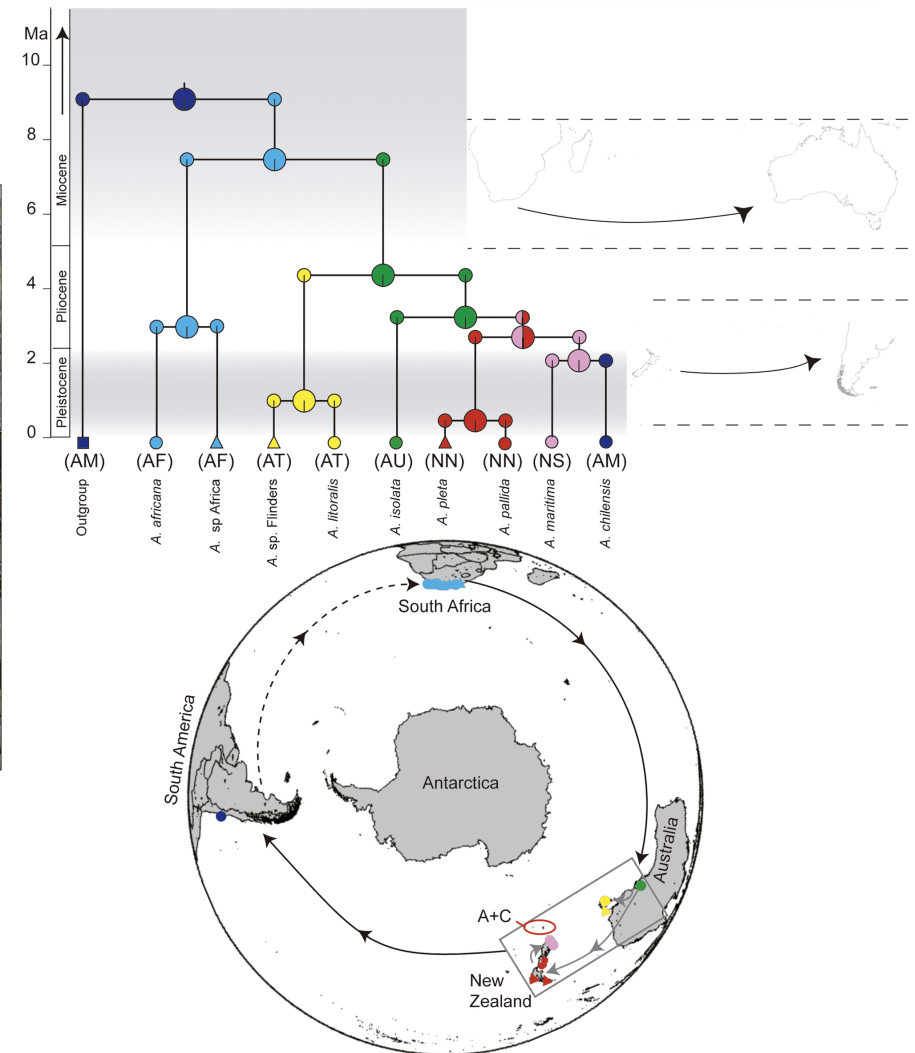 Ma
10
8
6
4
2
0
Miocene
Pliocene
Pleistocene
(AM) (AF) (AF) (AT) (AT) (AU) (NN) (NN) (NS) (AM)
Outgroup
A. africana
A. sp Africa
A. sp. Flinders
A. litoralis
A. isolata
A. pleta
A. pallida
A. maritima
A. chilensis
South Africa
South America
Antarctica
Australia
A+C
New
Zealand